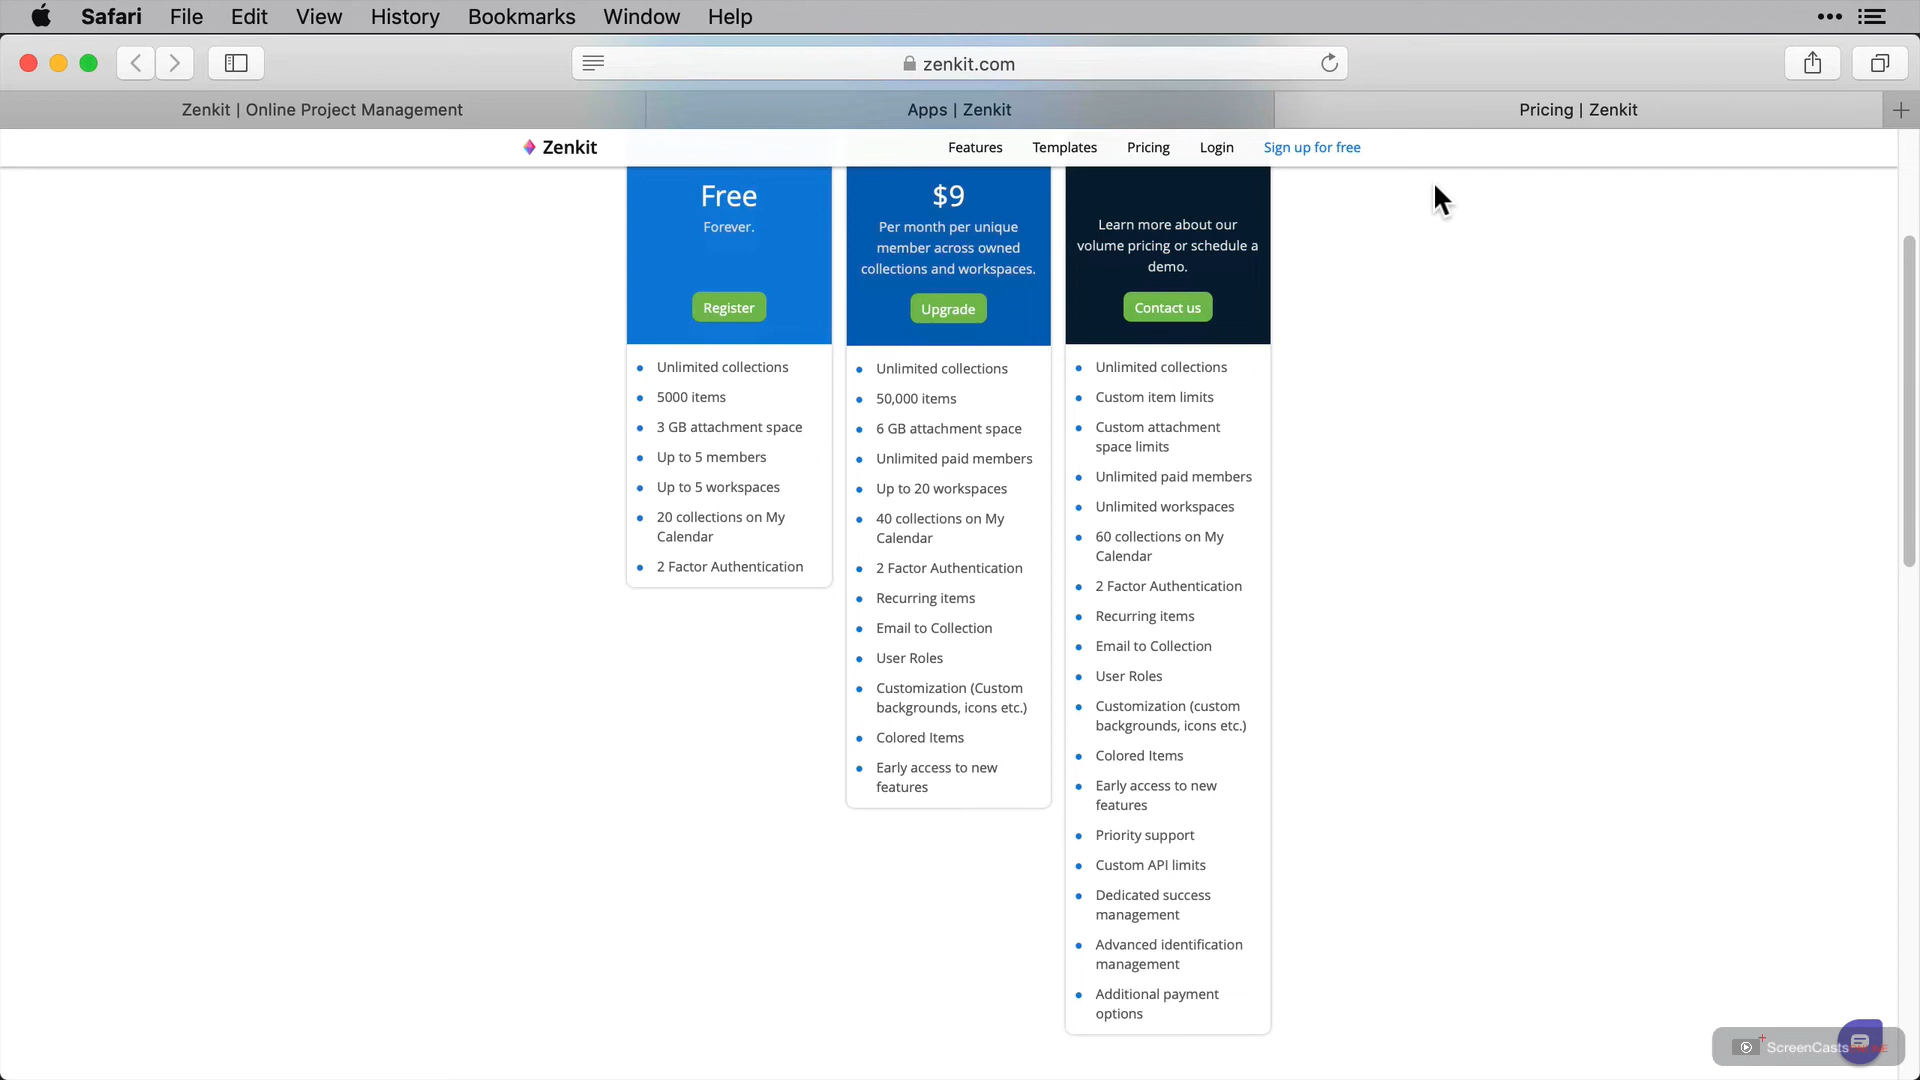 Safari File Edit View History Bookmarks Window Help
zenkit.com
Zenkit | Online Project Management
Apps | Zenkit
Pricing | Zenkit
Zenkit
Features Templates Pricing Login Sign up for free
Free
Forever.
Register
Unlimited collections
5000 items
3 GB attachment space
Up to 5 members
Up to 5 workspaces
20 collections on My
Calendar
2 Factor Authentication
$9
Per month per unique
member across owned
collections and workspaces.
Upgrade
Unlimited collections
50,000 items
6 GB attachment space
Unlimited paid members
Up to 20 workspaces
40 collections on My
Calendar
2 Factor Authentication
Recurring items
Email to Collection
User Roles
Customization (Custom
backgrounds, icons etc.)
Colored Items
Early access to new
features
Learn more about our
volume pricing or schedule a
demo.
Contact us
Unlimited collections
Custom item limits
Custom attachment
space limits
Unlimited paid members
Unlimited workspaces
60 collections on My
Calendar
2 Factor Authentication
Recurring items
Email to Collection
User Roles
Customization (custom
backgrounds, icons etc.)
Colored Items
Early access to new
features
Priority support
Custom API limits
Dedicated success
management
Advanced identification
management
Additional payment
options
ScreenCasts